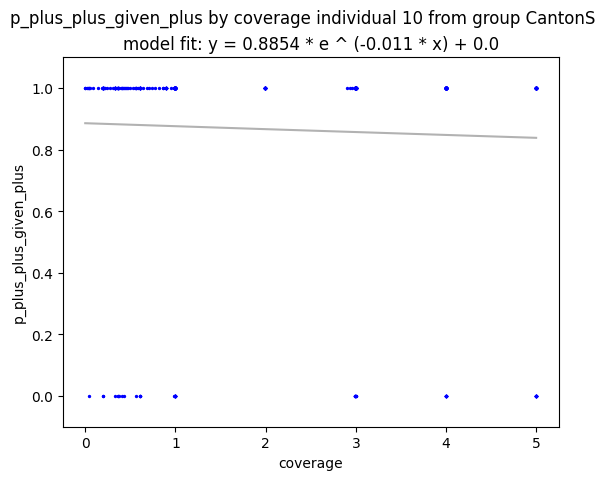 p_plus_plus_given_plus by coverage individual 10 from group CantonS
model fit: y = 0.8854 * e ^ (-0.011 * x) + 0.0
1.0
0.8
0.6
0.4
0.2
0.0
p_plus_plus_given_plus
0 1 2 3 4 5
coverage